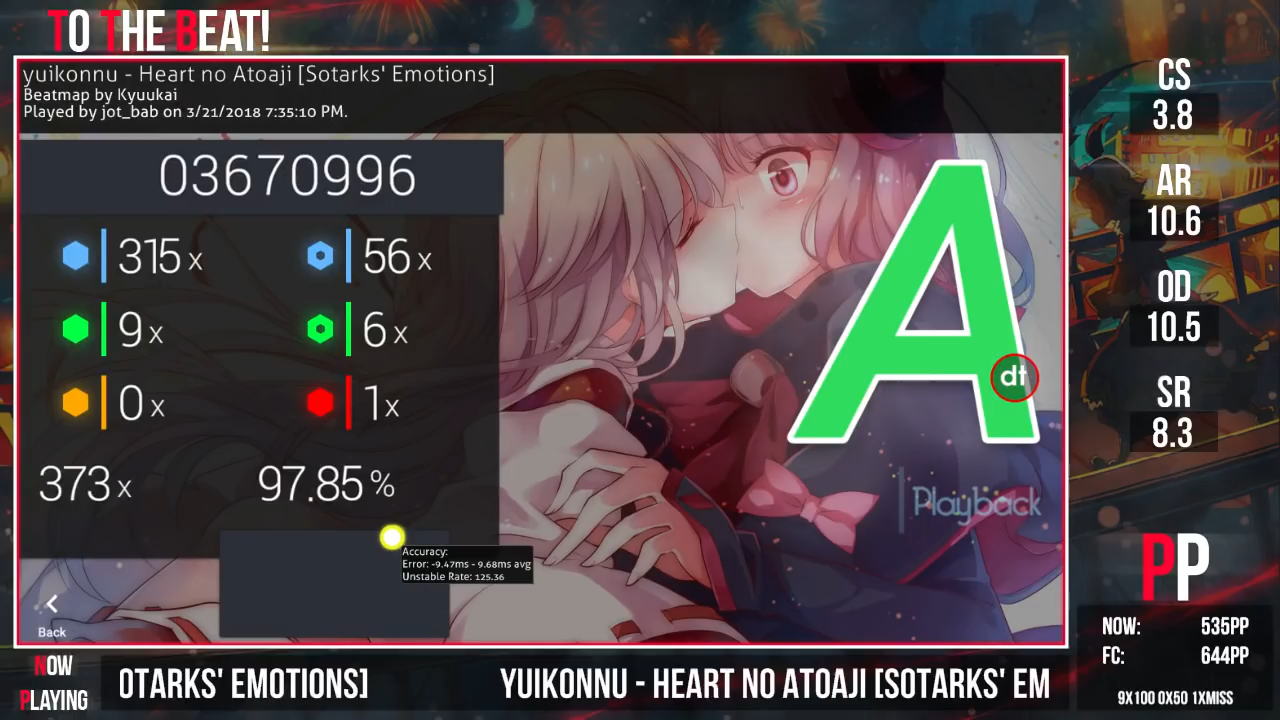 TO THE BEAT!
yuikonnu - Heart no Atoaji [Sotarks' Emotions]
Beatmap by Kyuukai
Played by jot_bab on 3/21/2018 7:35:10 PM.
03670996
315x 56x
9x 6x
0x 1x
373x 97.85%
A
dt
Playback
Accuracy:
Error: -9.47ms - 9.68ms avg
Unstable Rate: 125.36
Back
CS
3.8
AR
10.6
OD
10.5
SR
8.3
PP
NOW: 535PP
FC: 644PP
9X100 0X50 1XMISS
NOW
PLAYING
OTARKS' EMOTIONS] YUIKONNU - HEART NO ATOAJI [SOTARKS' EM